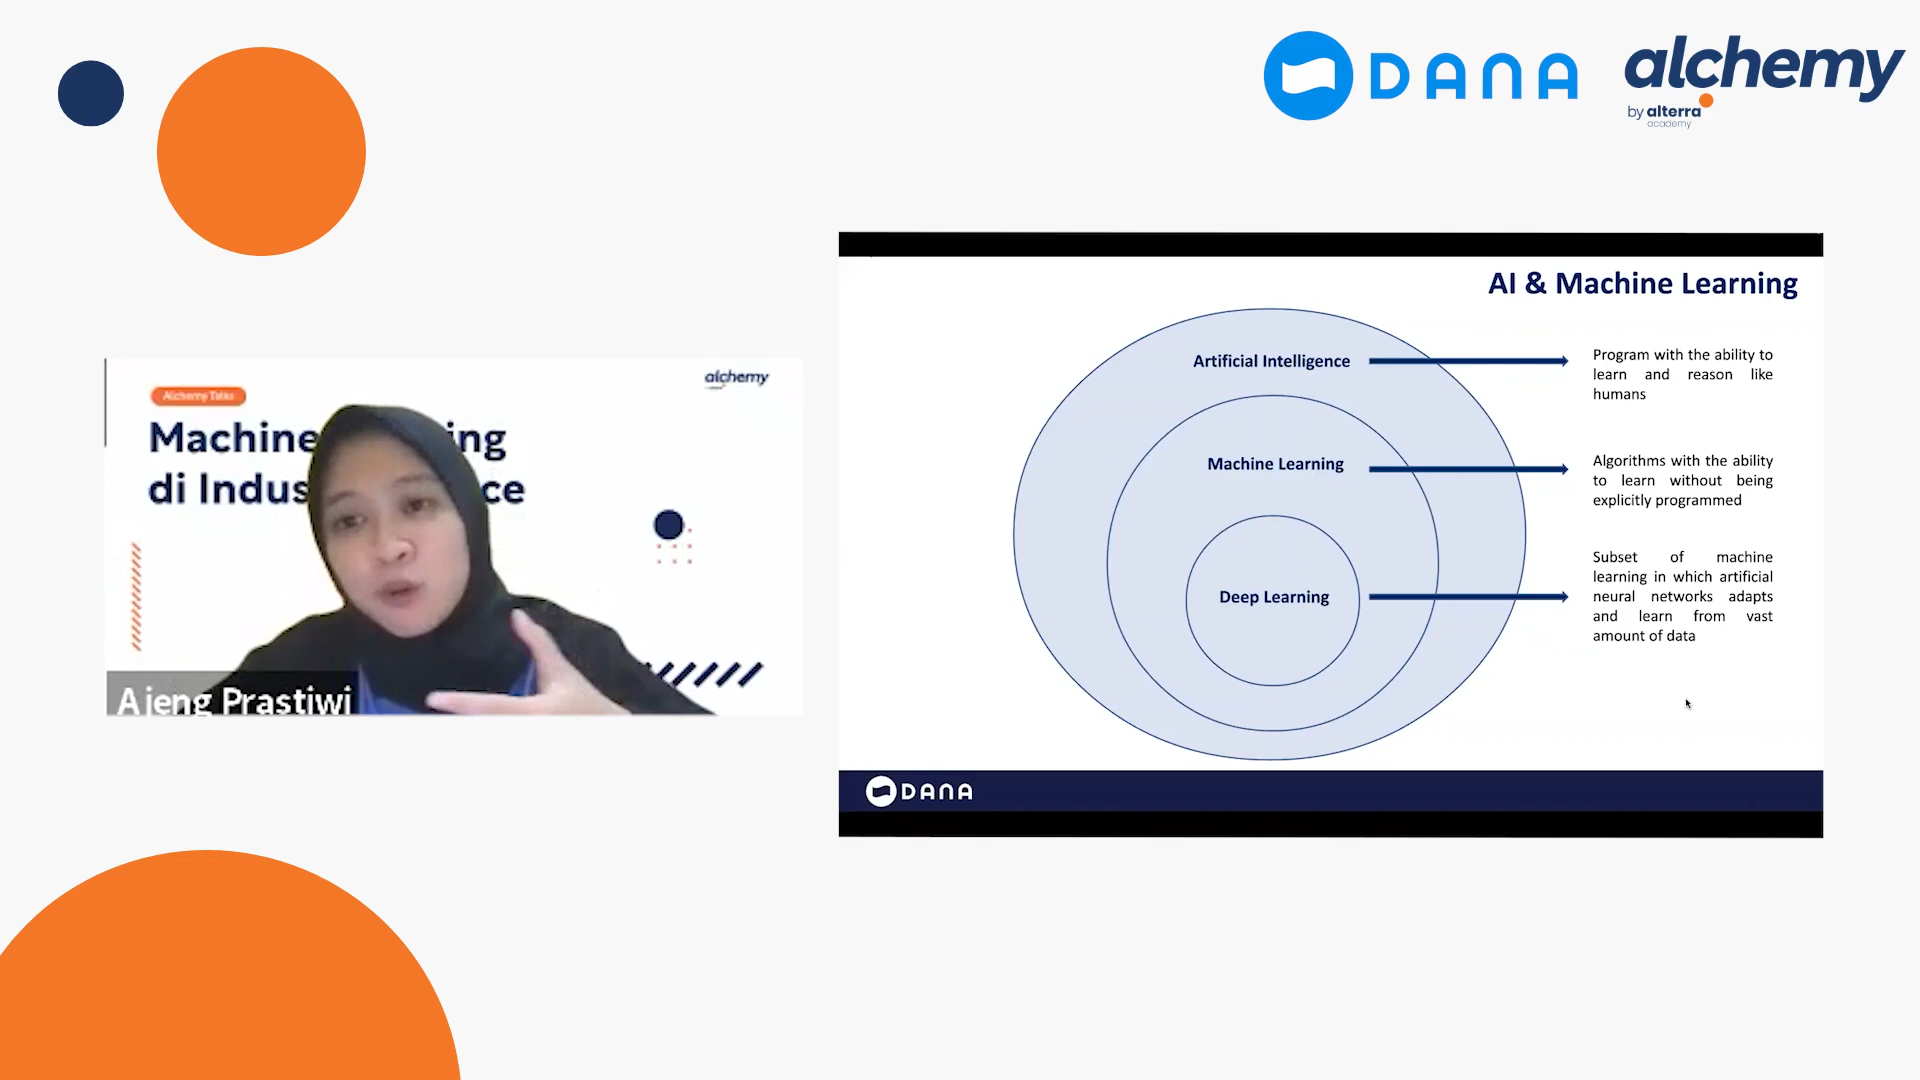 DANA
alchemy
by alterra
academy
alchemy
Alchemy Talks
Machine ing
di Indus ce
Ajeng Prastiwi
AI & Machine Learning
Artificial Intelligence
Program with the ability to
learn and reason like
humans
Machine Learning
Algorithms with the ability
to learn without being
explicitly programmed
Deep Learning
Subset of machine
learning in which artificial
neural networks adapts
and learn from vast
amount of data
DANA